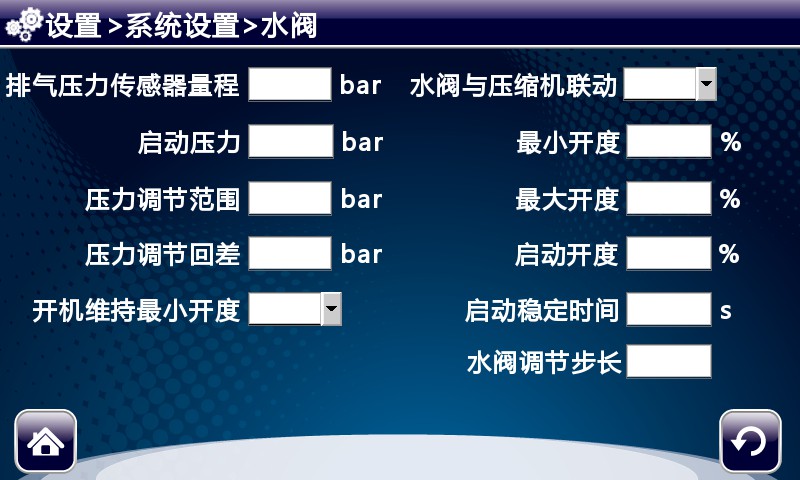 设置>系统设置>水阀
排气压力传感器量程 bar
水阀与压缩机联动
启动压力 bar
最小开度 %
压力调节范围 bar
最大开度 %
压力调节回差 bar
启动开度 %
开机维持最小开度
启动稳定时间 s
水阀调节步长